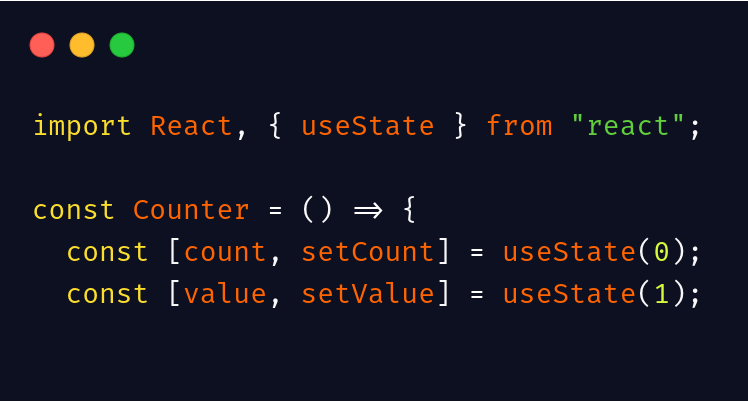 import React, { useState } from "react";
const Counter = () => {
const [count, setCount] = useState(0);
const [value, setValue] = useState(1);